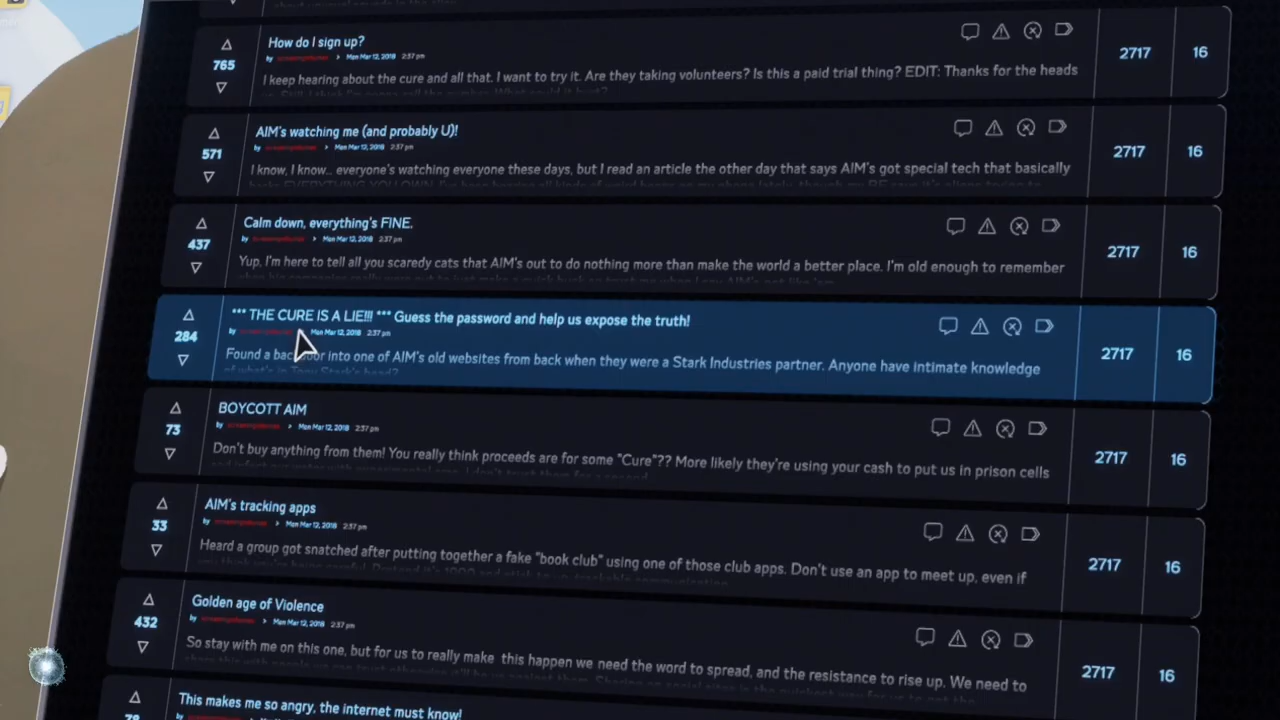 How do I sign up?
765
by Mon Mar 12, 2018 2:37 pm
I keep hearing about the cure and all that. I want to try it. Are they taking volunteers? Is this a paid trial thing? EDIT: Thanks for the heads
2717 16
AIM's watching me (and probably U)!
571
by Mon Mar 12, 2018 2:37 pm
I know, I know... everyone's watching everyone these days, but I read an article the other day that says AIM's got special tech that basically
2717 16
Calm down, everything's FINE.
437
by Mon Mar 12, 2018 2:37 pm
Yup, I'm here to tell all you scaredy cats that AIM's out to do nothing more than make the world a better place. I'm old enough to remember
2717 16
*** THE CURE IS A LIE!!! *** Guess the password and help us expose the truth!
284
by Mon Mar 12, 2018 2:37 pm
Found a backdoor into one of AIM's old websites from back when they were a Stark Industries partner. Anyone have intimate knowledge
of what's in Tony Stark's head?
2717 16
BOYCOTT AIM
73
by Mon Mar 12, 2018 2:37 pm
Don't buy anything from them! You really think proceeds are for some "Cure"?? More likely they're using your cash to put us in prison cells
2717 16
AIM's tracking apps
33
by Mon Mar 12, 2018 2:37 pm
Heard a group got snatched after putting together a fake "book club" using one of those club apps. Don't use an app to meet up, even if
2717 16
Golden age of Violence
432
by Mon Mar 12, 2018 2:37 pm
So stay with me on this one, but for us to really make this happen we need the word to spread, and the resistance to rise up. We need to
2717 16
This makes me so angry, the internet must know!